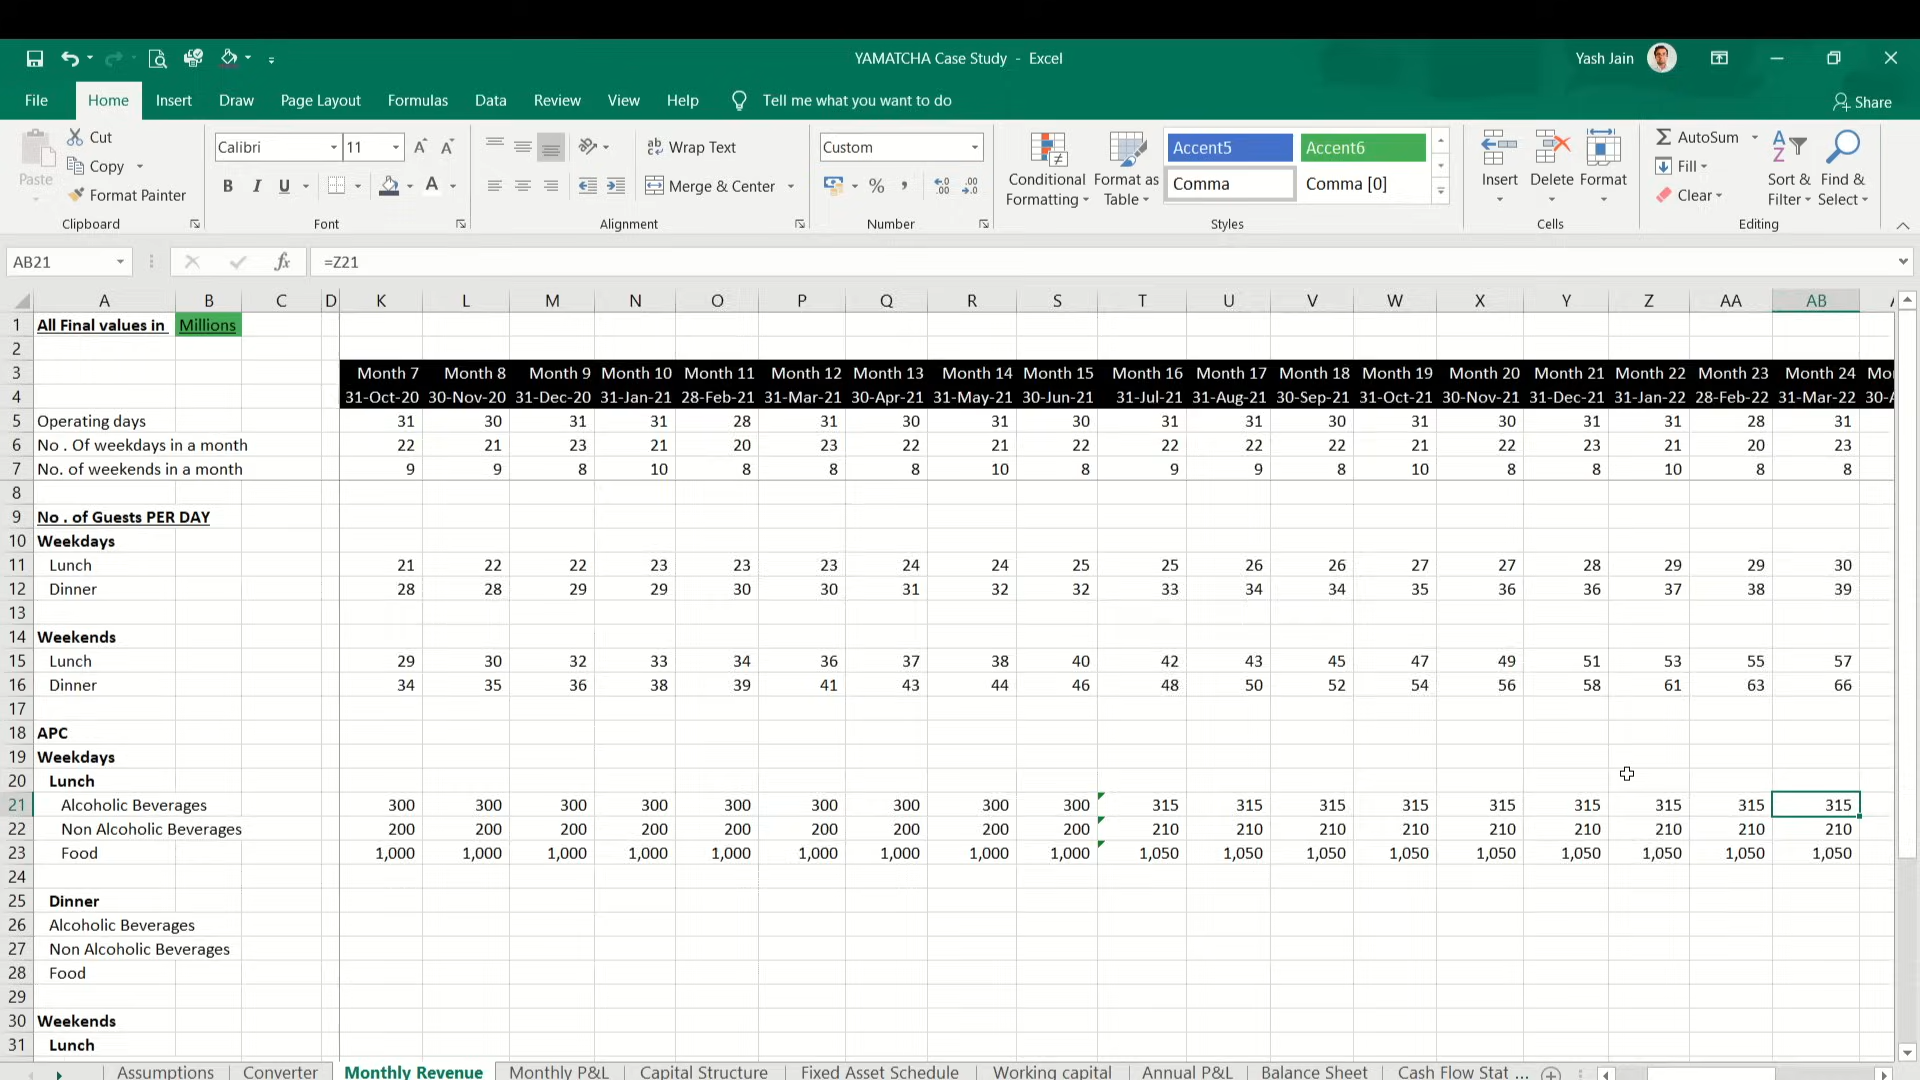 YAMATCHA Case Study - Excel
Yash Jain
File Home Insert Draw Page Layout Formulas Data Review View Help Tell me what you want to do Share
Paste
Cut
Copy
Format Painter
Clipboard
Calibri 11
B I U
Font
Wrap Text
Merge & Center
Alignment
Custom
Number
Conditional Formatting
Format as Table
Accent5 Accent6
Comma Comma [0]
Styles
Insert Delete Format
Cells
AutoSum
Fill
Clear
Sort & Filter
Find & Select
Editing
AB21 fx =Z21
A B C D K L M N O P Q R S T U V W X Y Z AA AB
1 All Final values in Millions
2
3 Month 7 Month 8 Month 9 Month 10 Month 11 Month 12 Month 13 Month 14 Month 15 Month 16 Month 17 Month 18 Month 19 Month 20 Month 21 Month 22 Month 23 Month 24
4 31-Oct-20 30-Nov-20 31-Dec-20 31-Jan-21 28-Feb-21 31-Mar-21 30-Apr-21 31-May-21 30-Jun-21 31-Jul-21 31-Aug-21 30-Sep-21 31-Oct-21 30-Nov-21 31-Dec-21 31-Jan-22 28-Feb-22 31-Mar-22
5 Operating days 31 30 31 31 28 31 30 31 30 31 31 30 31 30 31 31 28 31
6 No . Of weekdays in a month 22 21 23 21 20 23 22 21 22 22 22 22 21 22 23 21 20 23
7 No. of weekends in a month 9 9 8 10 8 8 8 10 8 9 9 8 10 8 8 10 8 8
8
9 No . of Guests PER DAY
10 Weekdays
11 Lunch 21 22 22 23 23 23 24 24 25 25 26 26 27 27 28 29 29 30
12 Dinner 28 28 29 29 30 30 31 32 32 33 34 34 35 36 36 37 38 39
13
14 Weekends
15 Lunch 29 30 32 33 34 36 37 38 40 42 43 45 47 49 51 53 55 57
16 Dinner 34 35 36 38 39 41 43 44 46 48 50 52 54 56 58 61 63 66
17
18 APC
19 Weekdays
20 Lunch
21 Alcoholic Beverages 300 300 300 300 300 300 300 300 300 315 315 315 315 315 315 315 315 315
22 Non Alcoholic Beverages 200 200 200 200 200 200 200 200 200 210 210 210 210 210 210 210 210 210
23 Food 1,000 1,000 1,000 1,000 1,000 1,000 1,000 1,000 1,000 1,050 1,050 1,050 1,050 1,050 1,050 1,050 1,050 1,050
24
25 Dinner
26 Alcoholic Beverages
27 Non Alcoholic Beverages
28 Food
29
30 Weekends
31 Lunch
Assumptions Converter Monthly Revenue Monthly P&L Capital Structure Fixed Asset Schedule Working capital Annual P&L Balance Sheet Cash Flow Stat ...